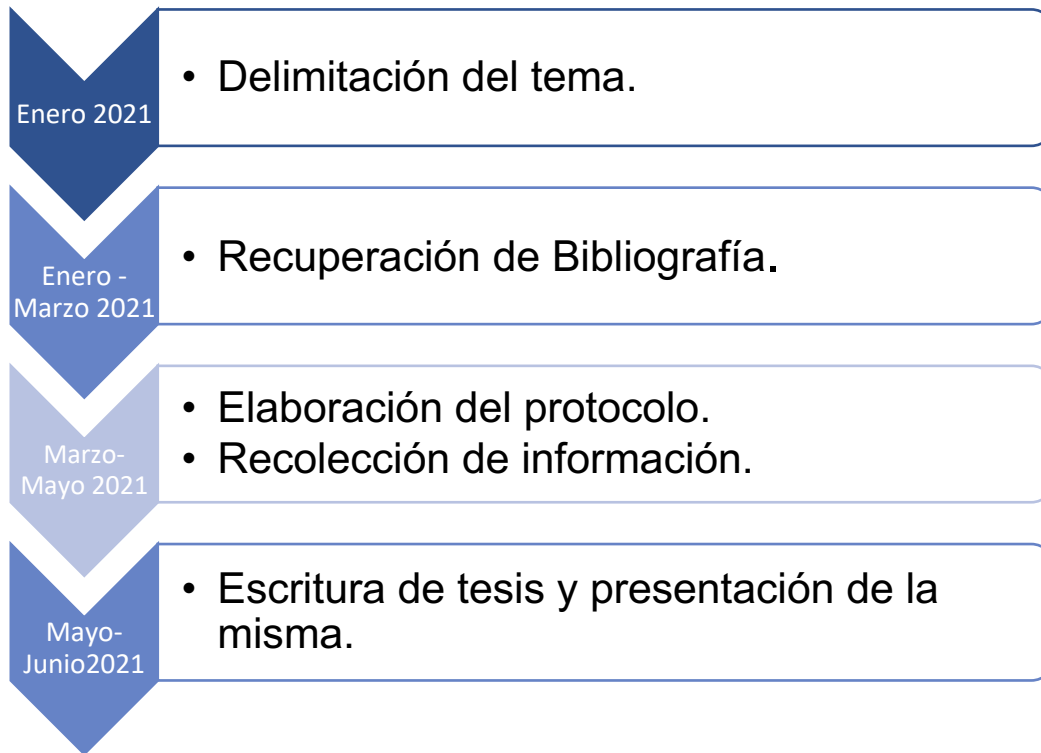 Enero 2021
• Delimitación del tema.
Enero -
Marzo 2021
• Recuperación de Bibliografía.
Marzo-
Mayo 2021
• Elaboración del protocolo.
• Recolección de información.
Mayo-
Junio2021
• Escritura de tesis y presentación de la
misma.